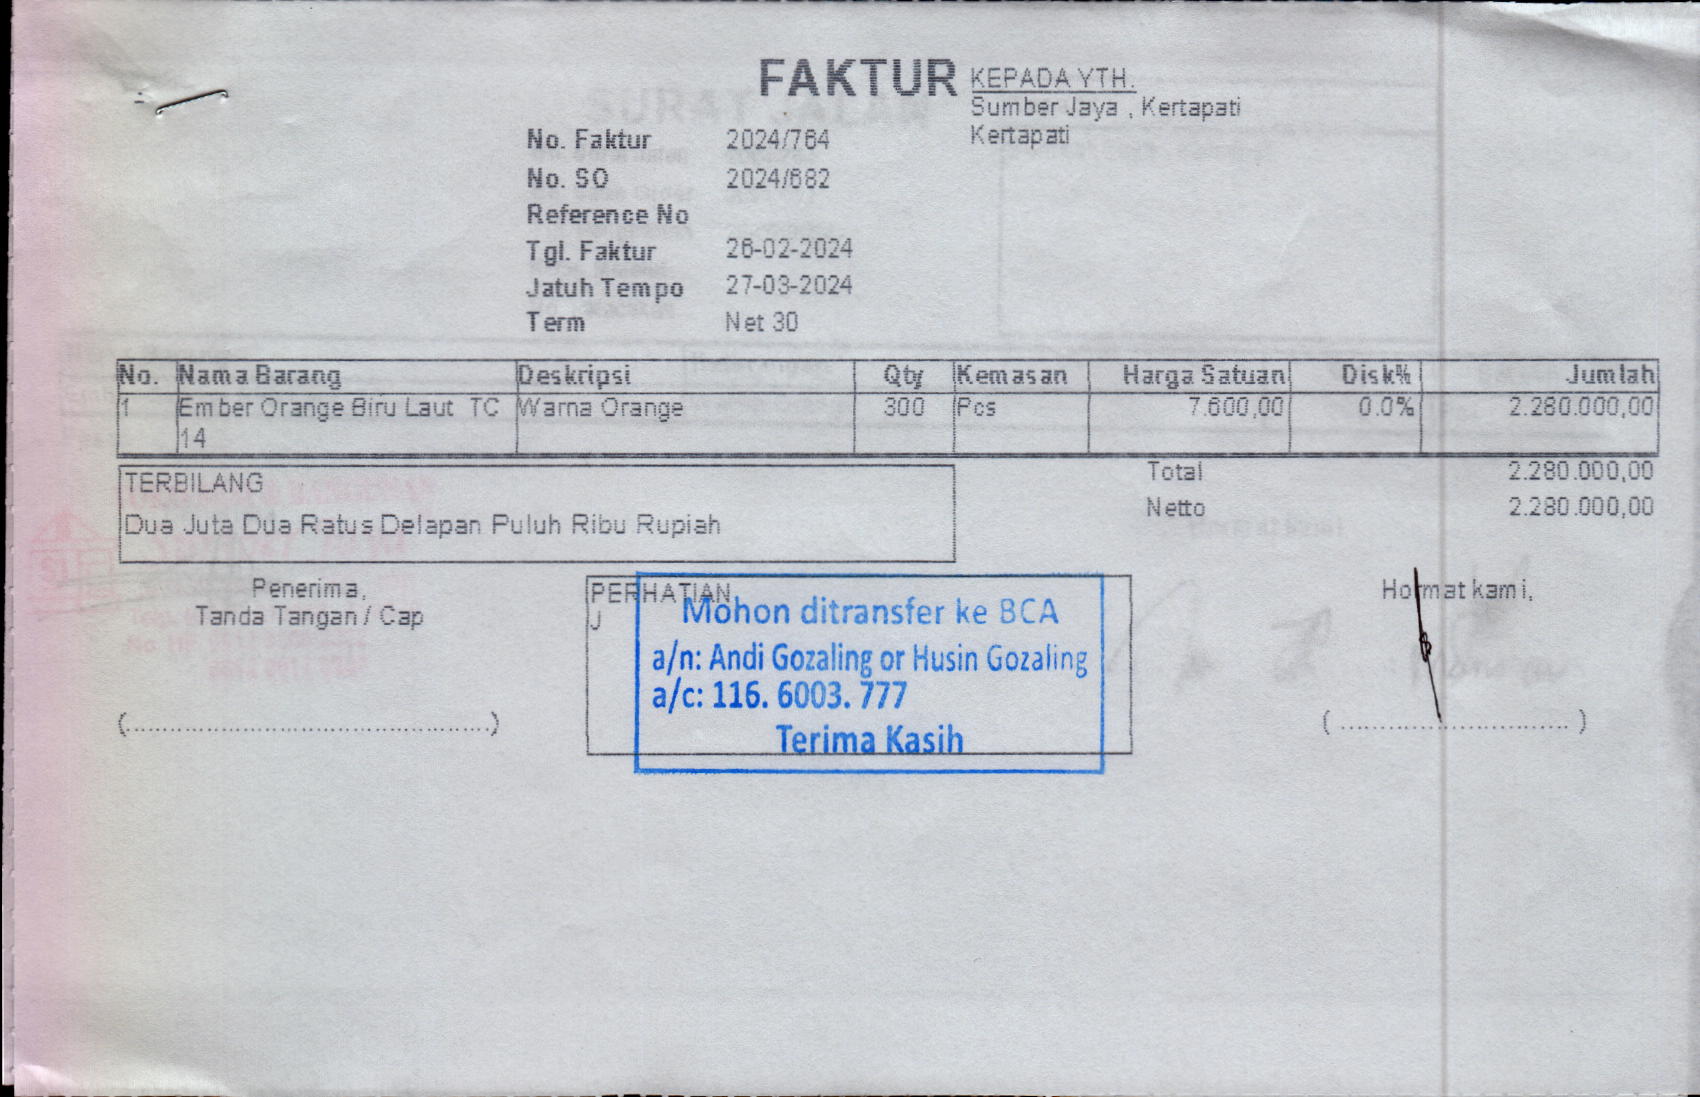 FAKTUR
KEPADA YTH.
Sumber Jaya , Kertapati
Kertapati
No. Faktur 2024/764
No. SO 2024/682
Reference No
Tgl. Faktur 26-02-2024
Jatuh Tempo 27-03-2024
Term Net 30
No. Nama Barang Deskripsi Qty Kemasan Harga Satuan Disk% Jumlah
1 Ember Orange Biru Laut TC Warna Orange 300 Pcs 7.600,00 0.0% 2.280.000,00
14
Total 2.280.000,00
Netto 2.280.000,00
TERBILANG
Dua Juta Dua Ratus Delapan Puluh Ribu Rupiah
Penerima,
Tanda Tangan / Cap
(..............................................)
PERHATIAN
J
Mohon ditransfer ke BCA
a/n: Andi Gozaling or Husin Gozaling
a/c: 116. 6003. 777
Terima Kasih
Hormat kami,
( ................................ )